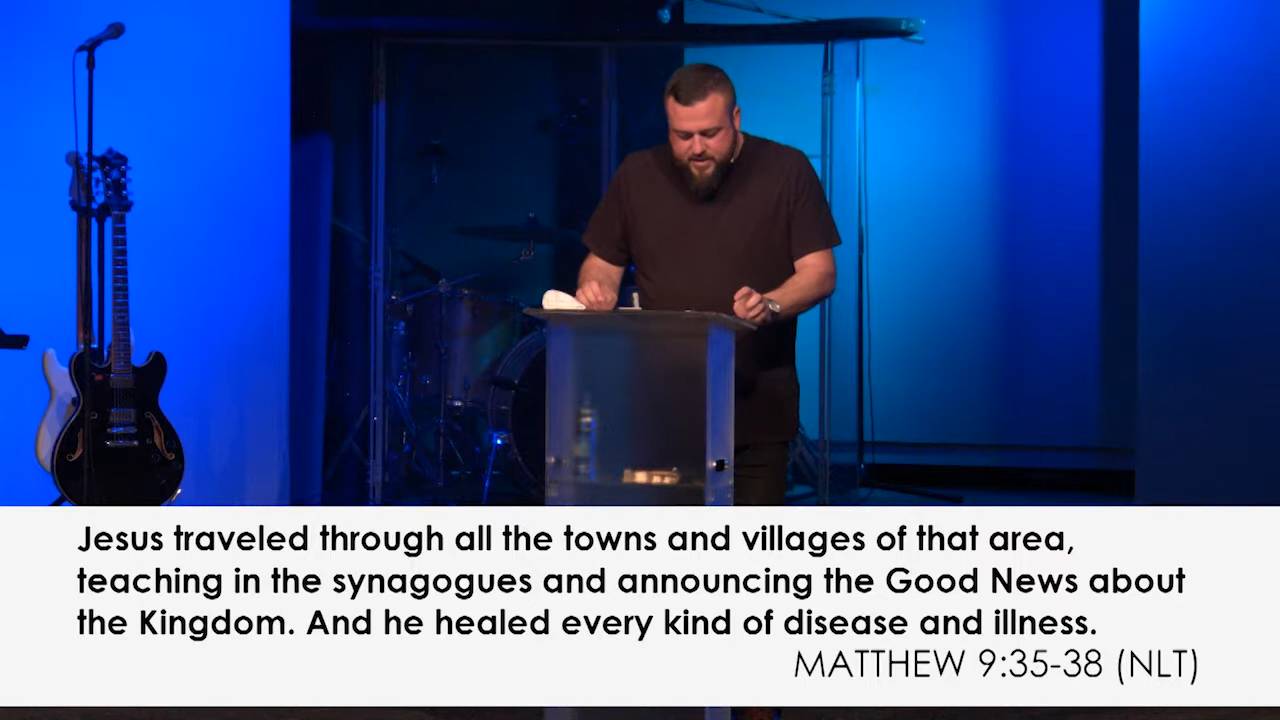 Jesus traveled through all the towns and villages of that area,
teaching in the synagogues and announcing the Good News about
the Kingdom. And he healed every kind of disease and illness.
MATTHEW 9:35-38 (NLT)